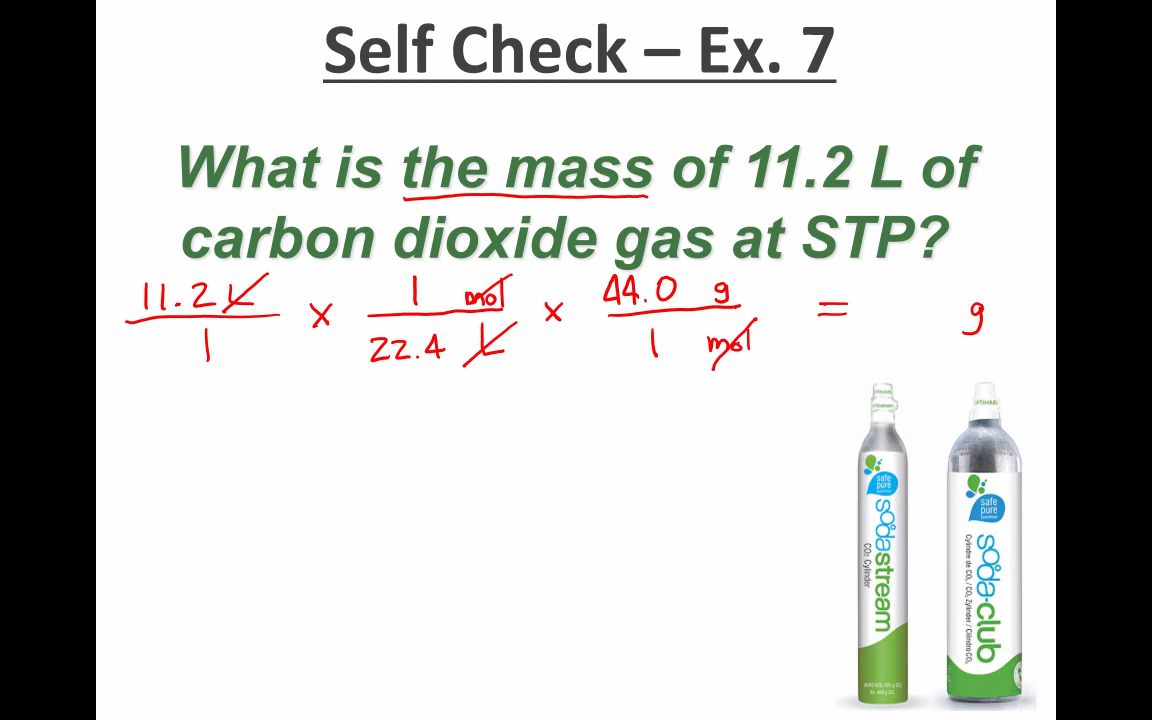 Self Check – Ex. 7
What is the mass of 11.2 L of
carbon dioxide gas at STP?
11.2 L × 1 mol × 44.0 g = g
1 22.4 L 1 mol
safe
pure
sodastream
CO₂ Cylinder
safe
pure
soda-club